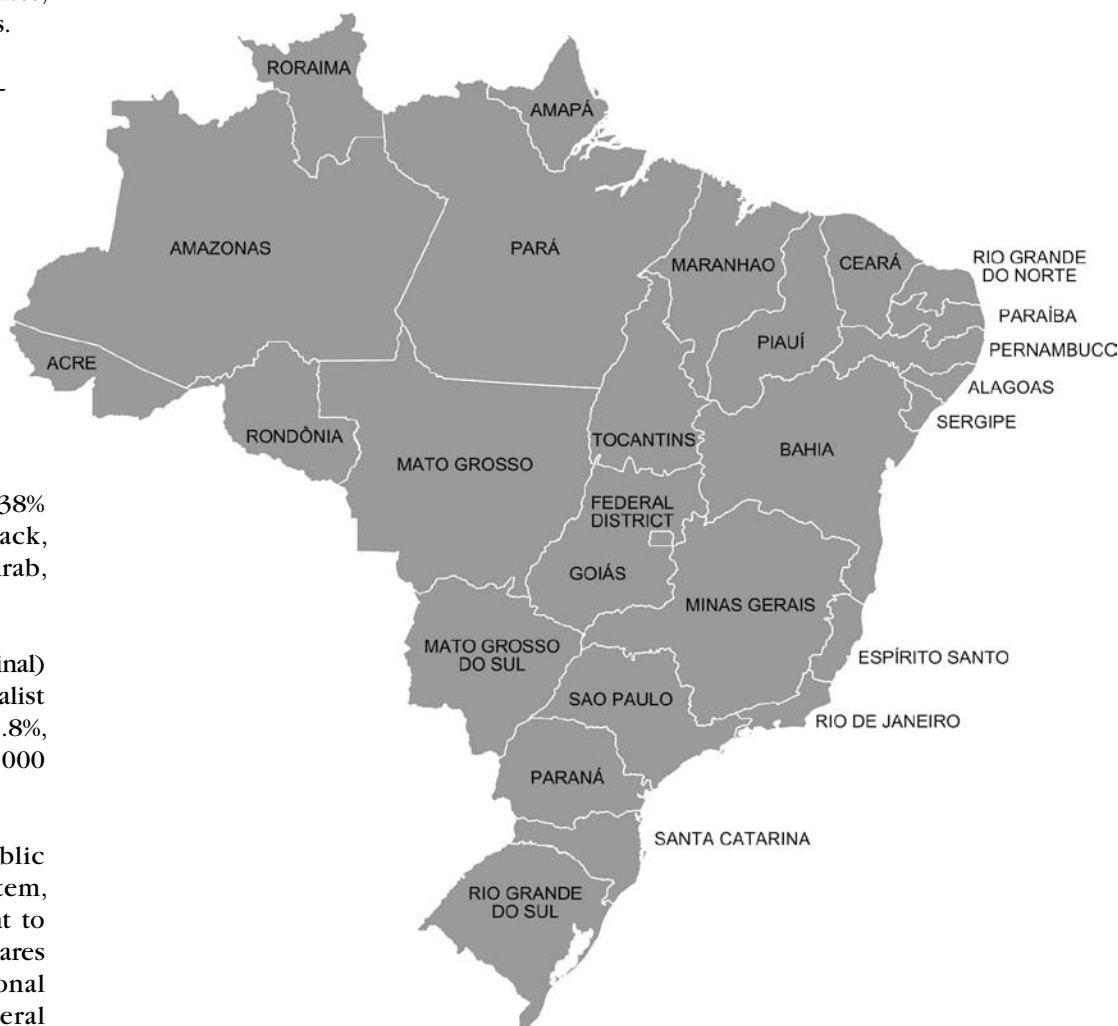 s.
-
38%
ack,
rab,
inal)
alist
.8%,
000
blic
tem,
nt to
ares
onal
eral
RORAIMA
AMAPÁ
AMAZONAS
PARÁ
MARANHAO
CEARÁ
RIO GRANDE
DO NORTE
PARAÍBA
PIAUÍ
PERNAMBUCC
ACRE
ALAGOAS
SERGIPE
RONDÔNIA
MATO GROSSO
TOCANTINS
BAHIA
FEDERAL
DISTRICT
GOIÁS
MINAS GERAIS
MATO GROSSO
DO SUL
ESPÍRITO SANTO
SAO PAULO
RIO DE JANEIRO
PARANÁ
SANTA CATARINA
RIO GRANDE
DO SUL